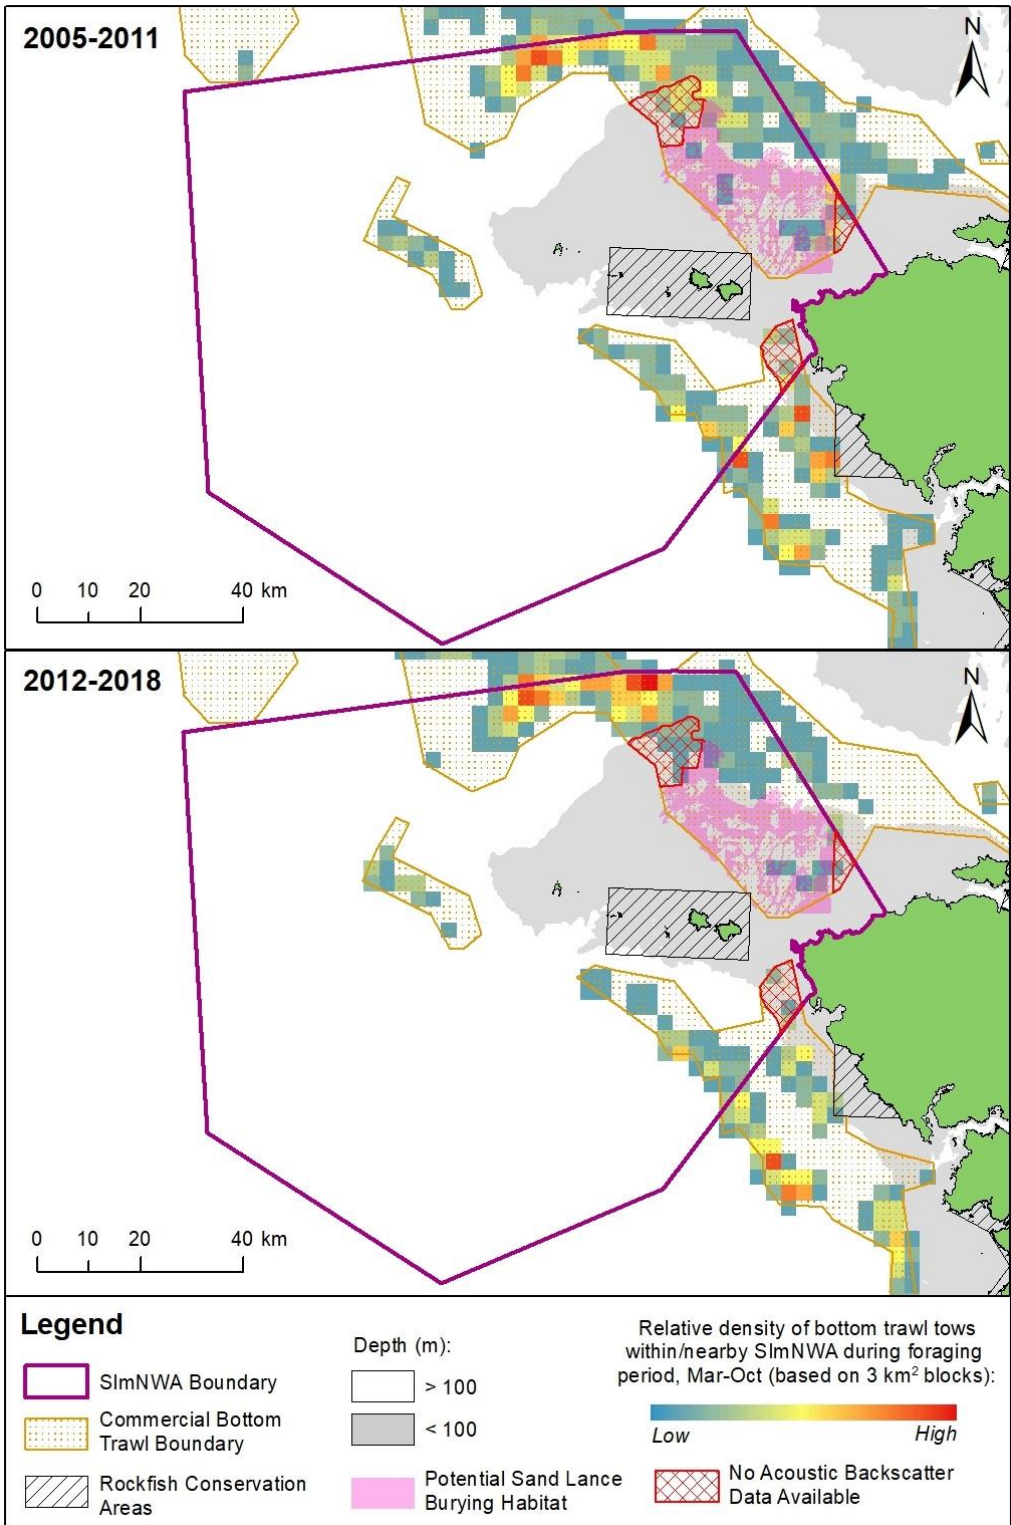 2005-2011
N
0 10 20 40 km
2012-2018
N
0 10 20 40 km
Legend
SImNWA Boundary
Commercial Bottom
Trawl Boundary
Rockfish Conservation
Areas
Depth (m):
> 100
< 100
Potential Sand Lance
Burying Habitat
Relative density of bottom trawl tows
within/nearby SImNWA during foraging
period, Mar-Oct (based on 3 km² blocks):
Low High
No Acoustic Backscatter
Data Available